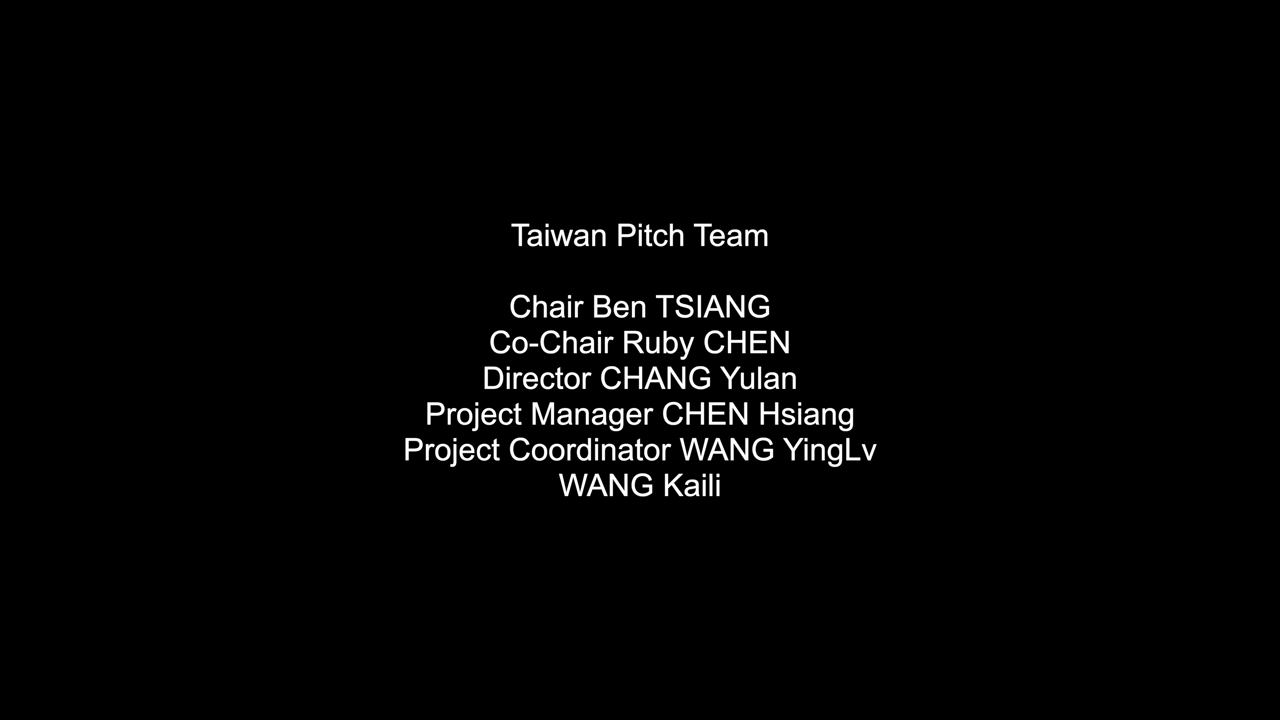 Taiwan Pitch Team
Chair Ben TSIANG
Co-Chair Ruby CHEN
Director CHANG Yulan
Project Manager CHEN Hsiang
Project Coordinator WANG YingLv
WANG Kaili